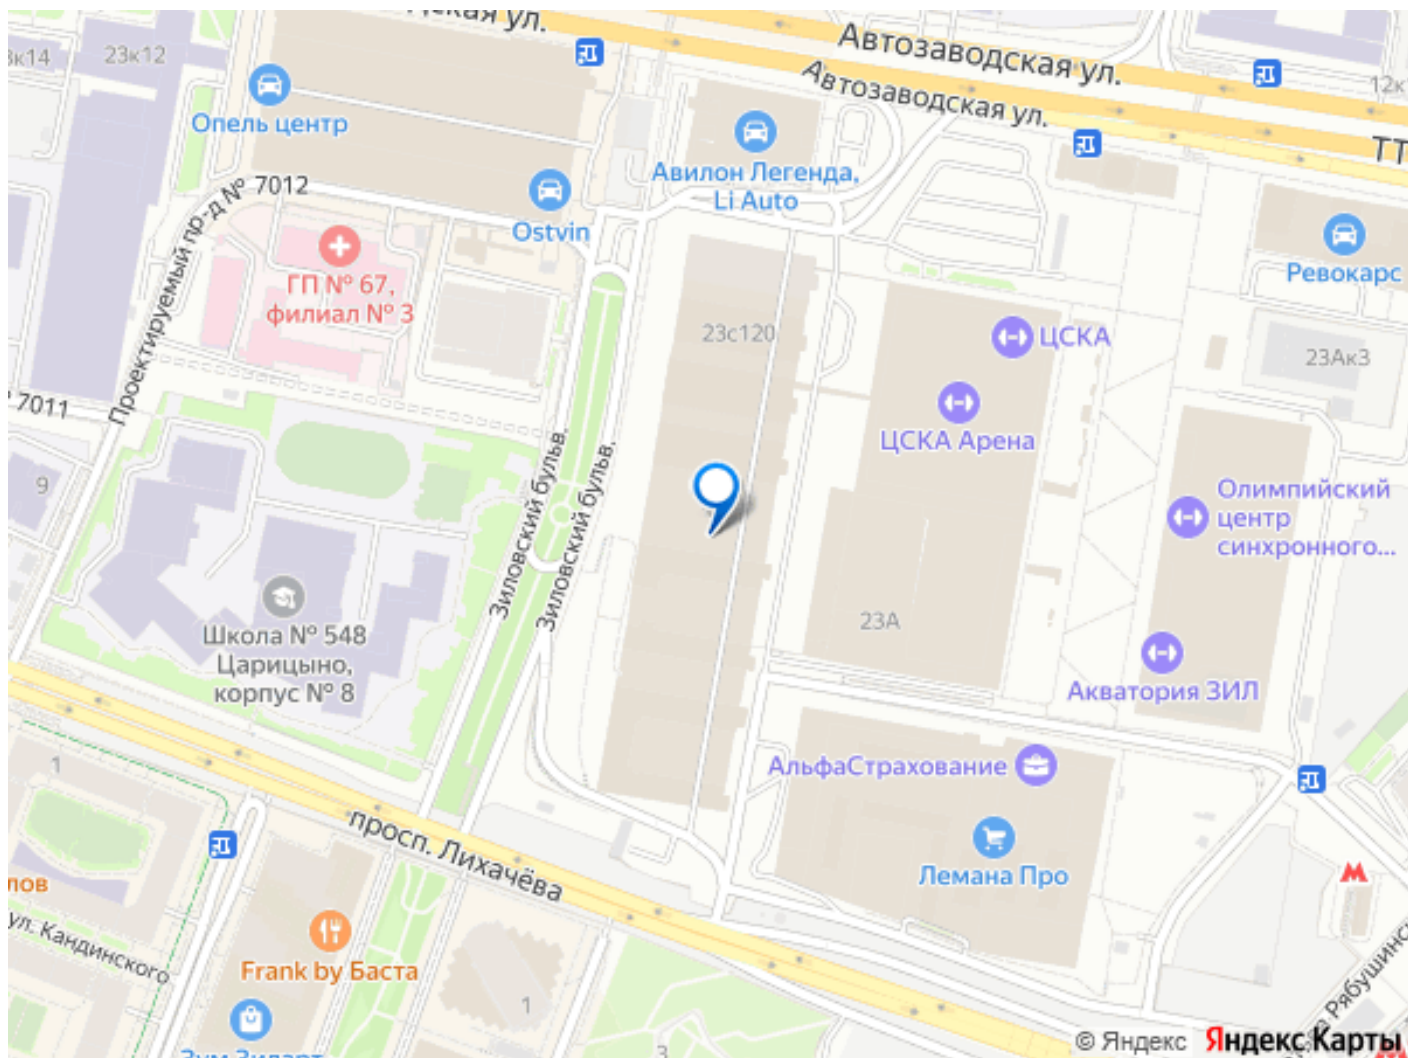 Автозаводская ул.
Автозаводская ул.
23к12
Опель центр
Авилон Легенда,
Li Auto
Проектируемый пр-д № 7012
Ostvin
ГП № 67,
филиал № 3
Ревокарс
23с120
ЦСКА
23Ак3
7011
ЦСКА Арена
Зиловский бульв.
Зиловский бульв.
9
Олимпийский
центр
синхронного...
Школа № 548
Царицыно,
корпус № 8
23А
Акватория ЗИЛ
1
АльфаСтрахование
просп. Лихачёва
Лемана Про
ул. Кандинского
Frank by Баста
1
3
© Яндекс Яндекс Карты